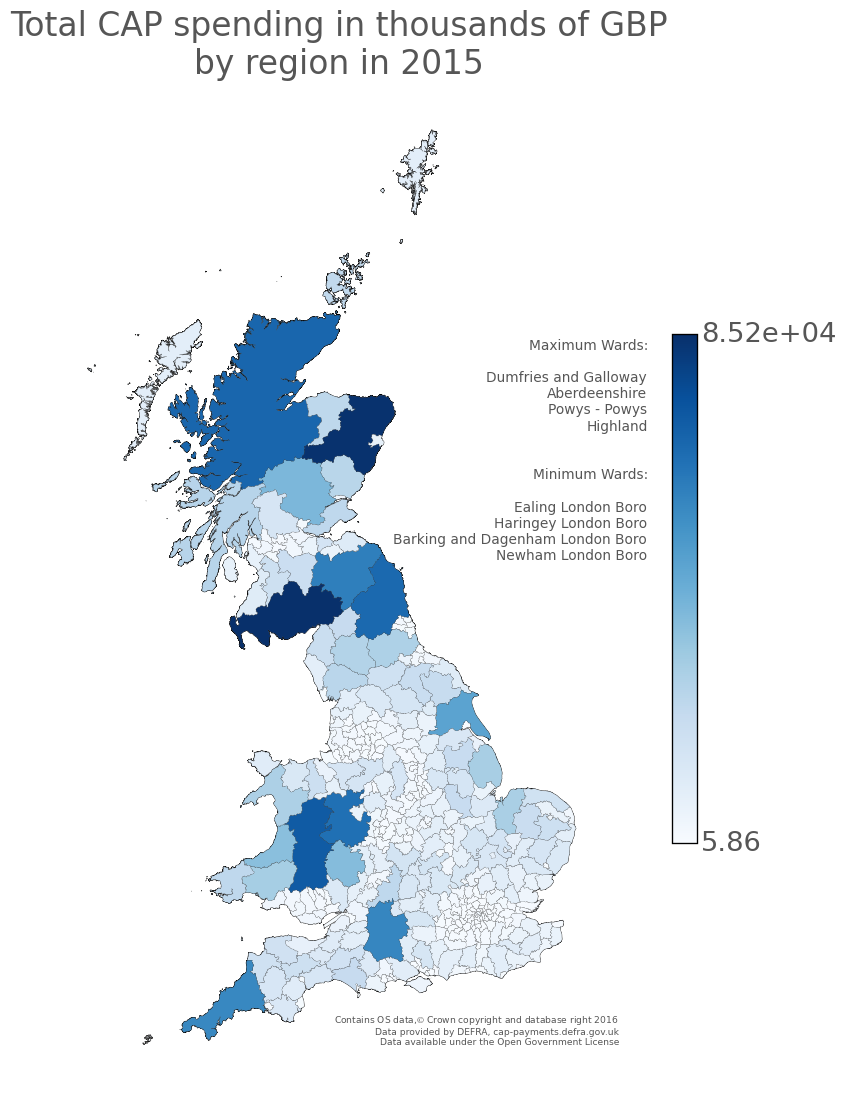 Total CAP spending in thousands of GBP
by region in 2015
8.52e+04
Maximum Wards:
Dumfries and Galloway
Aberdeenshire
Powys - Powys
Highland
Minimum Wards:
Ealing London Boro
Haringey London Boro
Barking and Dagenham London Boro
Newham London Boro
5.86
Contains OS data,© Crown copyright and database right 2016
Data provided by DEFRA, cap-payments.defra.gov.uk
Data available under the Open Government License